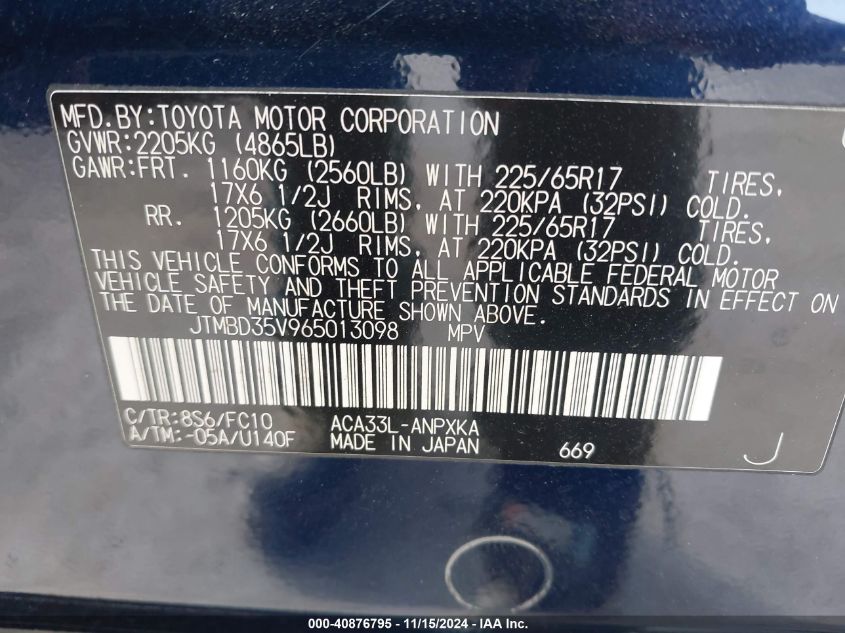 MFD.BY:TOYOTA MOTOR CORPORATION
GVWR:2205KG (4865LB)
GAWR:FRT. 1160KG (2560LB) WITH 225/65R17 TIRES,
17X6 1/2J RIMS, AT 220KPA (32PSI) COLD.
RR. 1205KG (2660LB) WITH 225/65R17 TIRES,
17X6 1/2J RIMS, AT 220KPA (32PSI) COLD.
THIS VEHICLE CONFORMS TO ALL APPLICABLE FEDERAL MOTOR
VEHICLE SAFETY AND THEFT PREVENTION STANDARDS IN EFFECT ON
THE DATE OF MANUFACTURE SHOWN ABOVE.
JTMBD35V965013098 MPV
C/TR:8S6/FC10 ACA33L-ANPXKA
A/TM:-05A/U140F MADE IN JAPAN 669 J
000-40876795 - 11/15/2024 - IAA Inc.